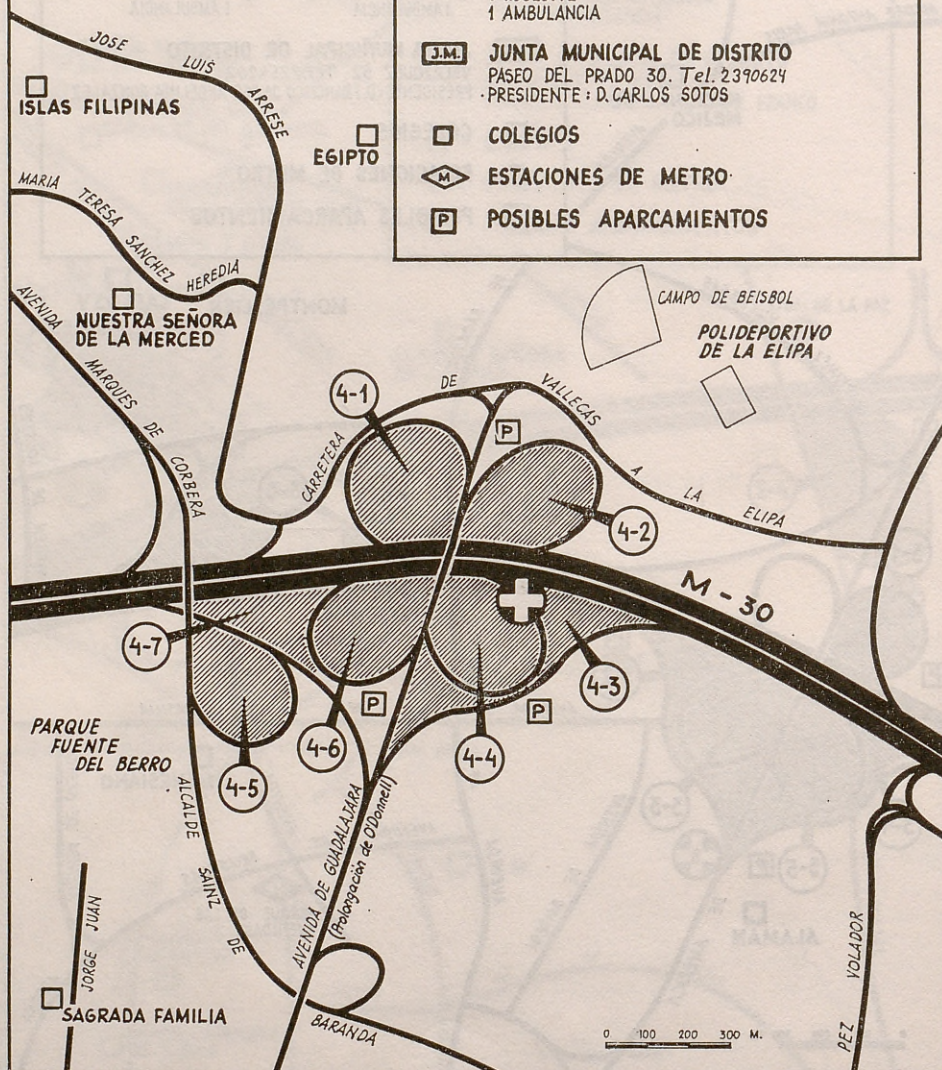 1 AMBULANCIA
J.M. JUNTA MUNICIPAL DE DISTRITO
PASEO DEL PRADO 30. Tel. 2390624
PRESIDENTE : D. CARLOS SOTOS
COLEGIOS
M ESTACIONES DE METRO
P POSIBLES APARCAMIENTOS
JOSE LUIS ARRESE
ISLAS FILIPINAS
EGIPTO
MARIA TERESA SANCHEZ HEREDIA
NUESTRA SEÑORA
DE LA MERCED
AVENIDA MARQUES DE CORBERA
CAMPO DE BEISBOL
POLIDEPORTIVO
DE LA ELIPA
CARRETERA DE VALLECAS A LA ELIPA
4-1
P
4-2
M-30
4-7
4-3
P
P
4-6
4-4
4-5
PARQUE
FUENTE
DEL BERRO
ALCALDE SAINZ DE BARANDA
AVENIDA DE GUADALAJARA
(Prolongación de O'Donnell)
JORGE JUAN
SAGRADA FAMILIA
PEZ VOLADOR
0 100 200 300 M.
ALAMAN